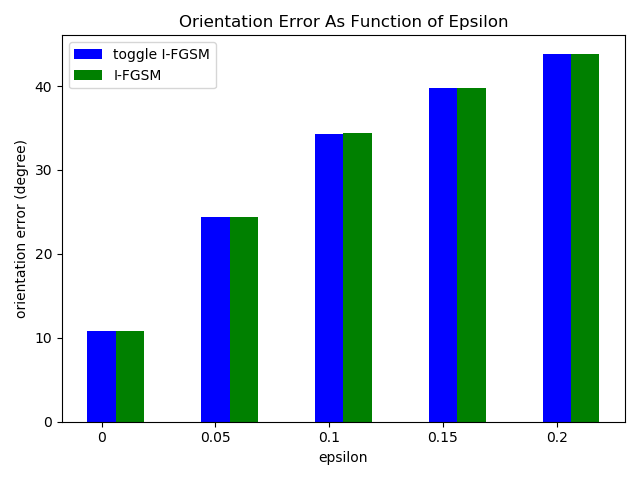 Orientation Error As Function of Epsilon
toggle I-FGSM
I-FGSM
orientation error (degree)
40
30
20
10
0
0 0.05 0.1 0.15 0.2
epsilon